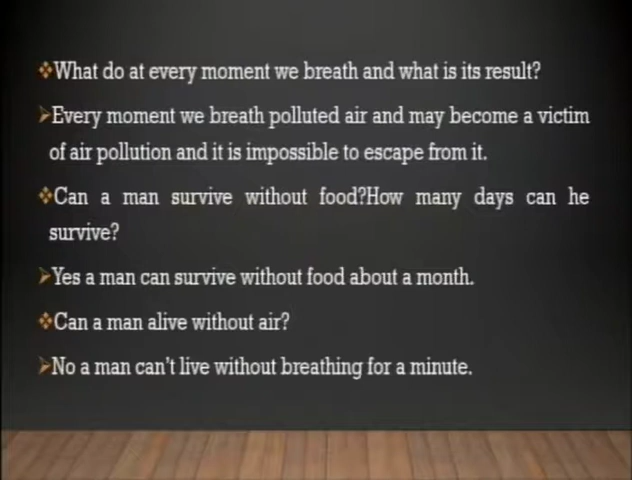 What do at every moment we breath and what is its result?
Every moment we breath polluted air and may become a victim
of air pollution and it is impossible to escape from it.
Can a man survive without food?How many days can he
survive?
Yes a man can survive without food about a month.
Can a man alive without air?
No a man can't live without breathing for a minute.